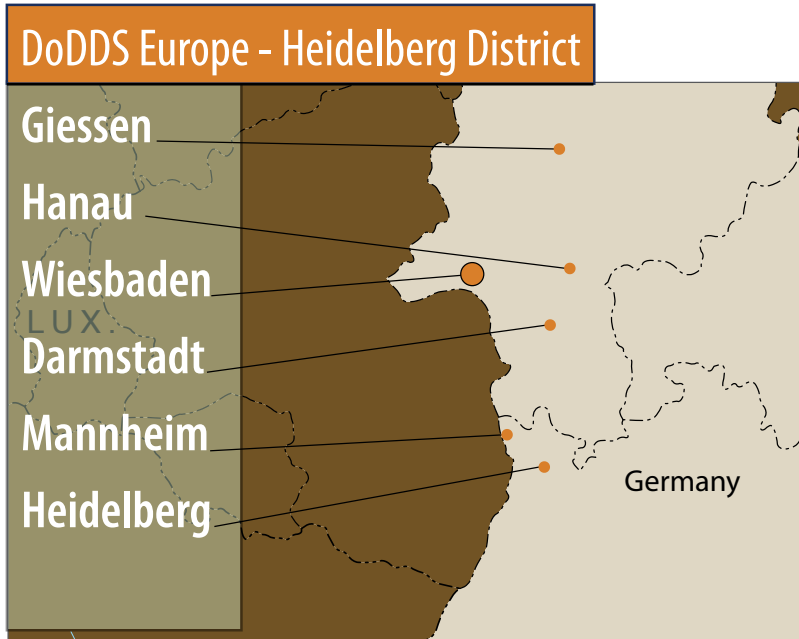 DoDDS Europe - Heidelberg District
Giessen
Hanau
Wiesbaden
LUX.
Darmstadt
Mannheim
Heidelberg
Germany